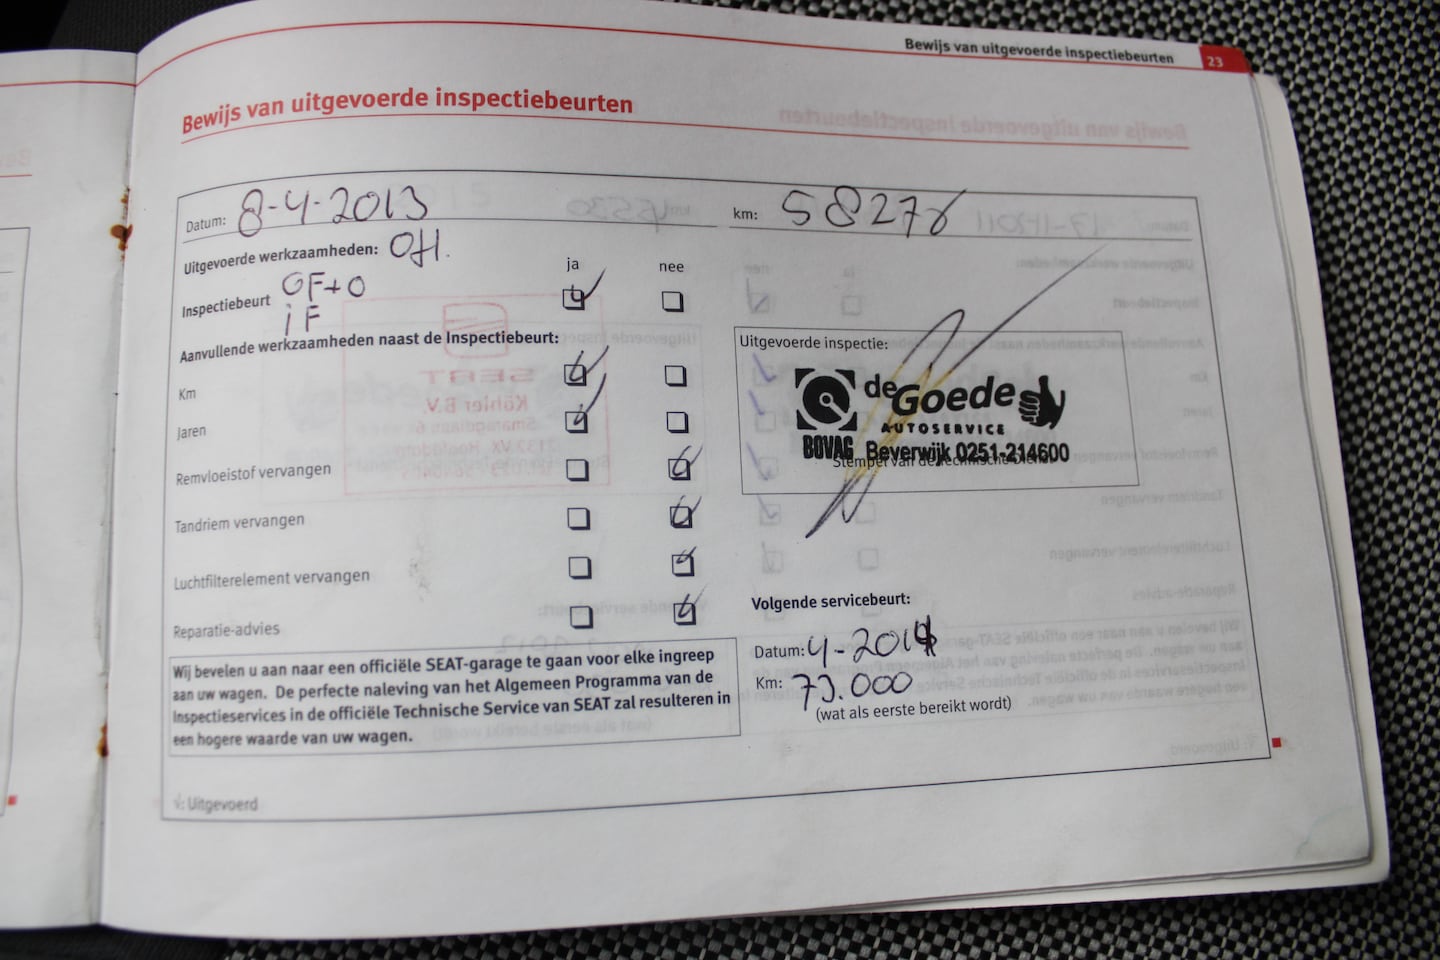 Bewijs van uitgevoerde inspectiebeurten 23
Bewijs van uitgevoerde inspectiebeurten
Datum: 8-4-2013
km: 58278
Uitgevoerde werkzaamheden: OH.
ja nee
Inspectiebeurt OF+O
iF
Aanvullende werkzaamheden naast de Inspectiebeurt:
Km
Jaren
Remvloeistof vervangen
Tandriem vervangen
Luchtfilterelement vervangen
Reparatie-advies
Uitgevoerde inspectie:
de Goede
AUTOSERVICE
BOVAG Beverwijk 0251-214600
Stempel van de Technische Dienst
Volgende servicebeurt:
Datum: 4-2014
Km: 73.000
(wat als eerste bereikt wordt)
Wij bevelen u aan naar een officiële SEAT-garage te gaan voor elke ingreep
aan uw wagen. De perfecte naleving van het Algemeen Programma van de
Inspectieservices in de officiële Technische Service van SEAT zal resulteren in
een hogere waarde van uw wagen.
√: Uitgevoerd